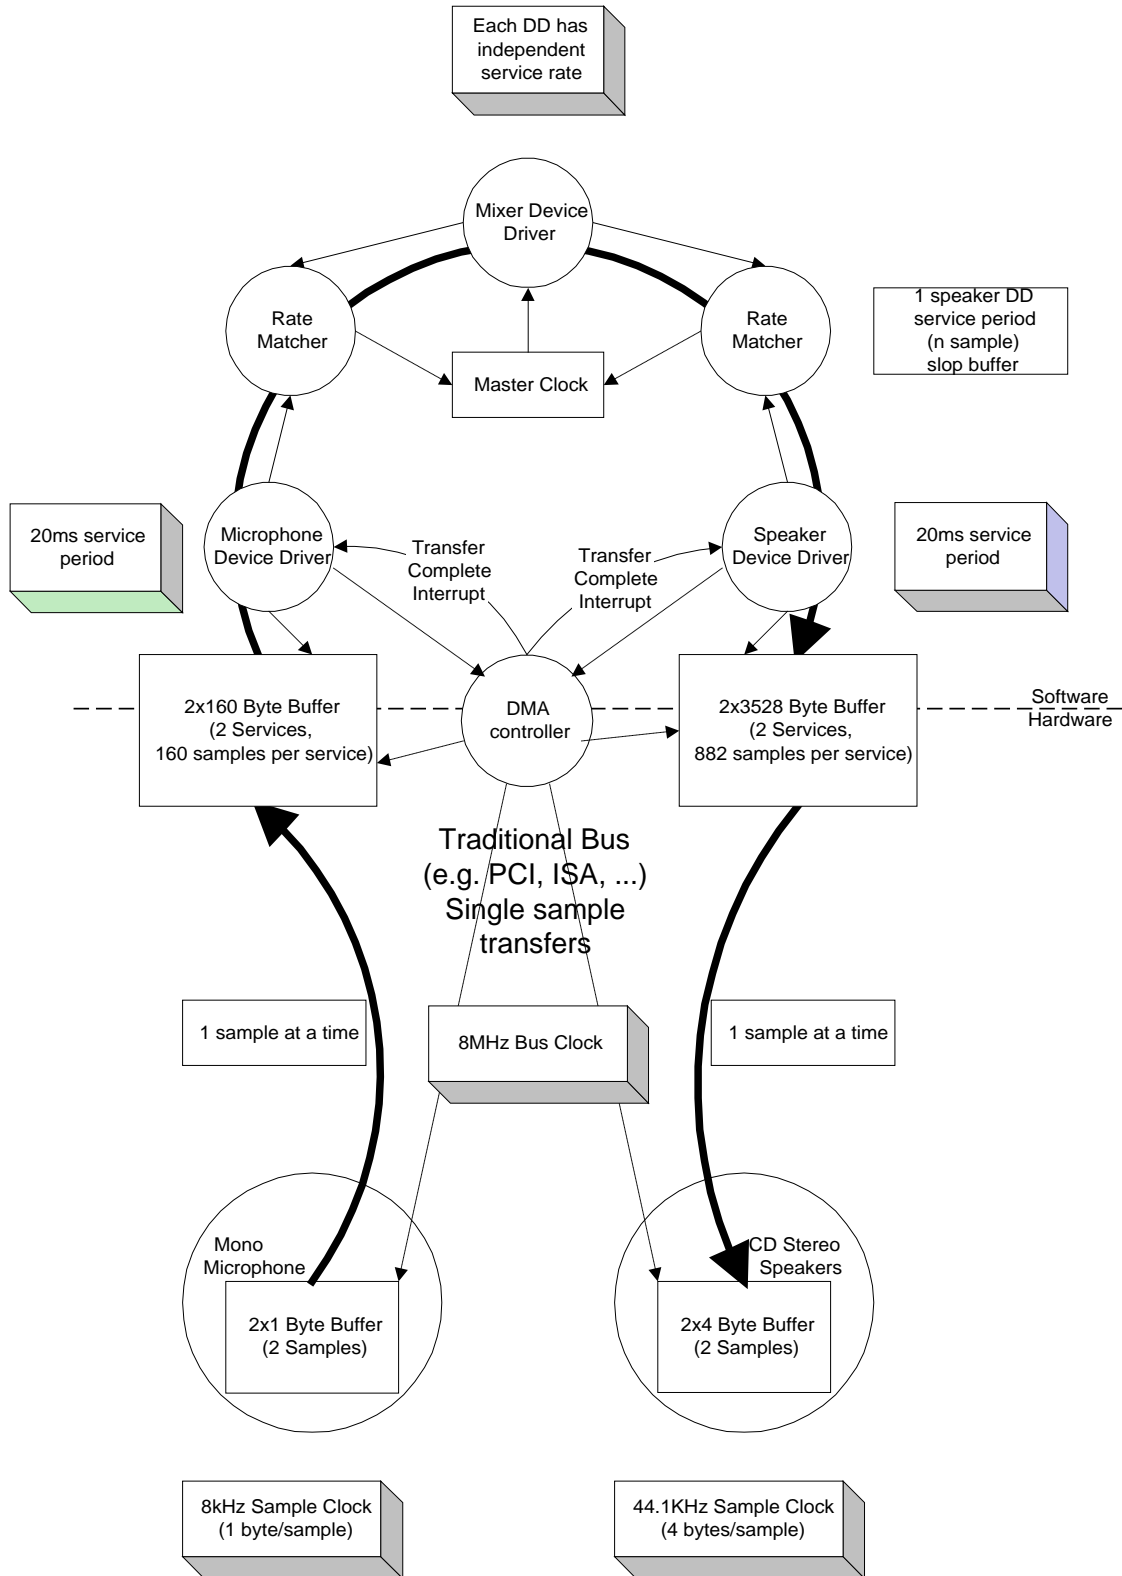 Each DD has
independent
service rate
Mixer Device
Driver
Rate
Matcher
Rate
Matcher
1 speaker DD
service period
(n sample)
slop buffer
Master Clock
20ms service
period
Microphone
Device Driver
Transfer
Complete
Interrupt
Transfer
Complete
Interrupt
Speaker
Device Driver
20ms service
period
2x160 Byte Buffer
(2 Services,
160 samples per service)
DMA
controller
2x3528 Byte Buffer
(2 Services,
882 samples per service)
Software
Hardware
Traditional Bus
(e.g. PCI, ISA, ...)
Single sample
transfers
1 sample at a time
8MHz Bus Clock
1 sample at a time
Mono
Microphone
2x1 Byte Buffer
(2 Samples)
CD Stereo
Speakers
2x4 Byte Buffer
(2 Samples)
8kHz Sample Clock
(1 byte/sample)
44.1KHz Sample Clock
(4 bytes/sample)